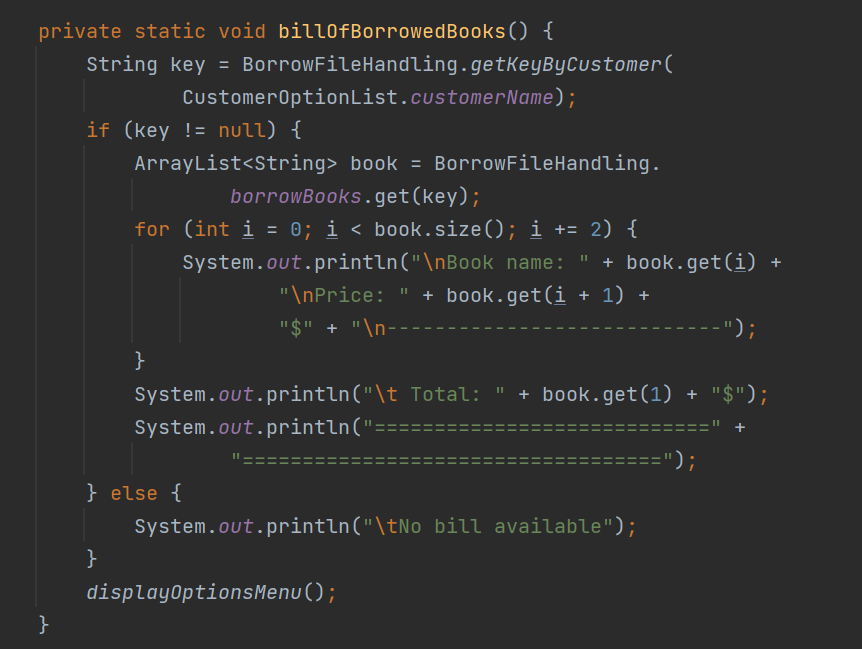 private static void billOfBorrowedBooks() {
    String key = BorrowFileHandling.getKeyByCustomer(
            CustomerOptionList.customerName);
    if (key != null) {
        ArrayList<String> book = BorrowFileHandling.
                borrowBooks.get(key);
        for (int i = 0; i < book.size(); i += 2) {
            System.out.println("\nBook name: " + book.get(i) +
                    "\nPrice: " + book.get(i + 1) +
                    "$" + "\n----------------------------");
        }
        System.out.println("\t Total: " + book.get(1) + "$");
        System.out.println("============================" +
                "===================================");
    } else {
        System.out.println("\tNo bill available");
    }
    displayOptionsMenu();
}